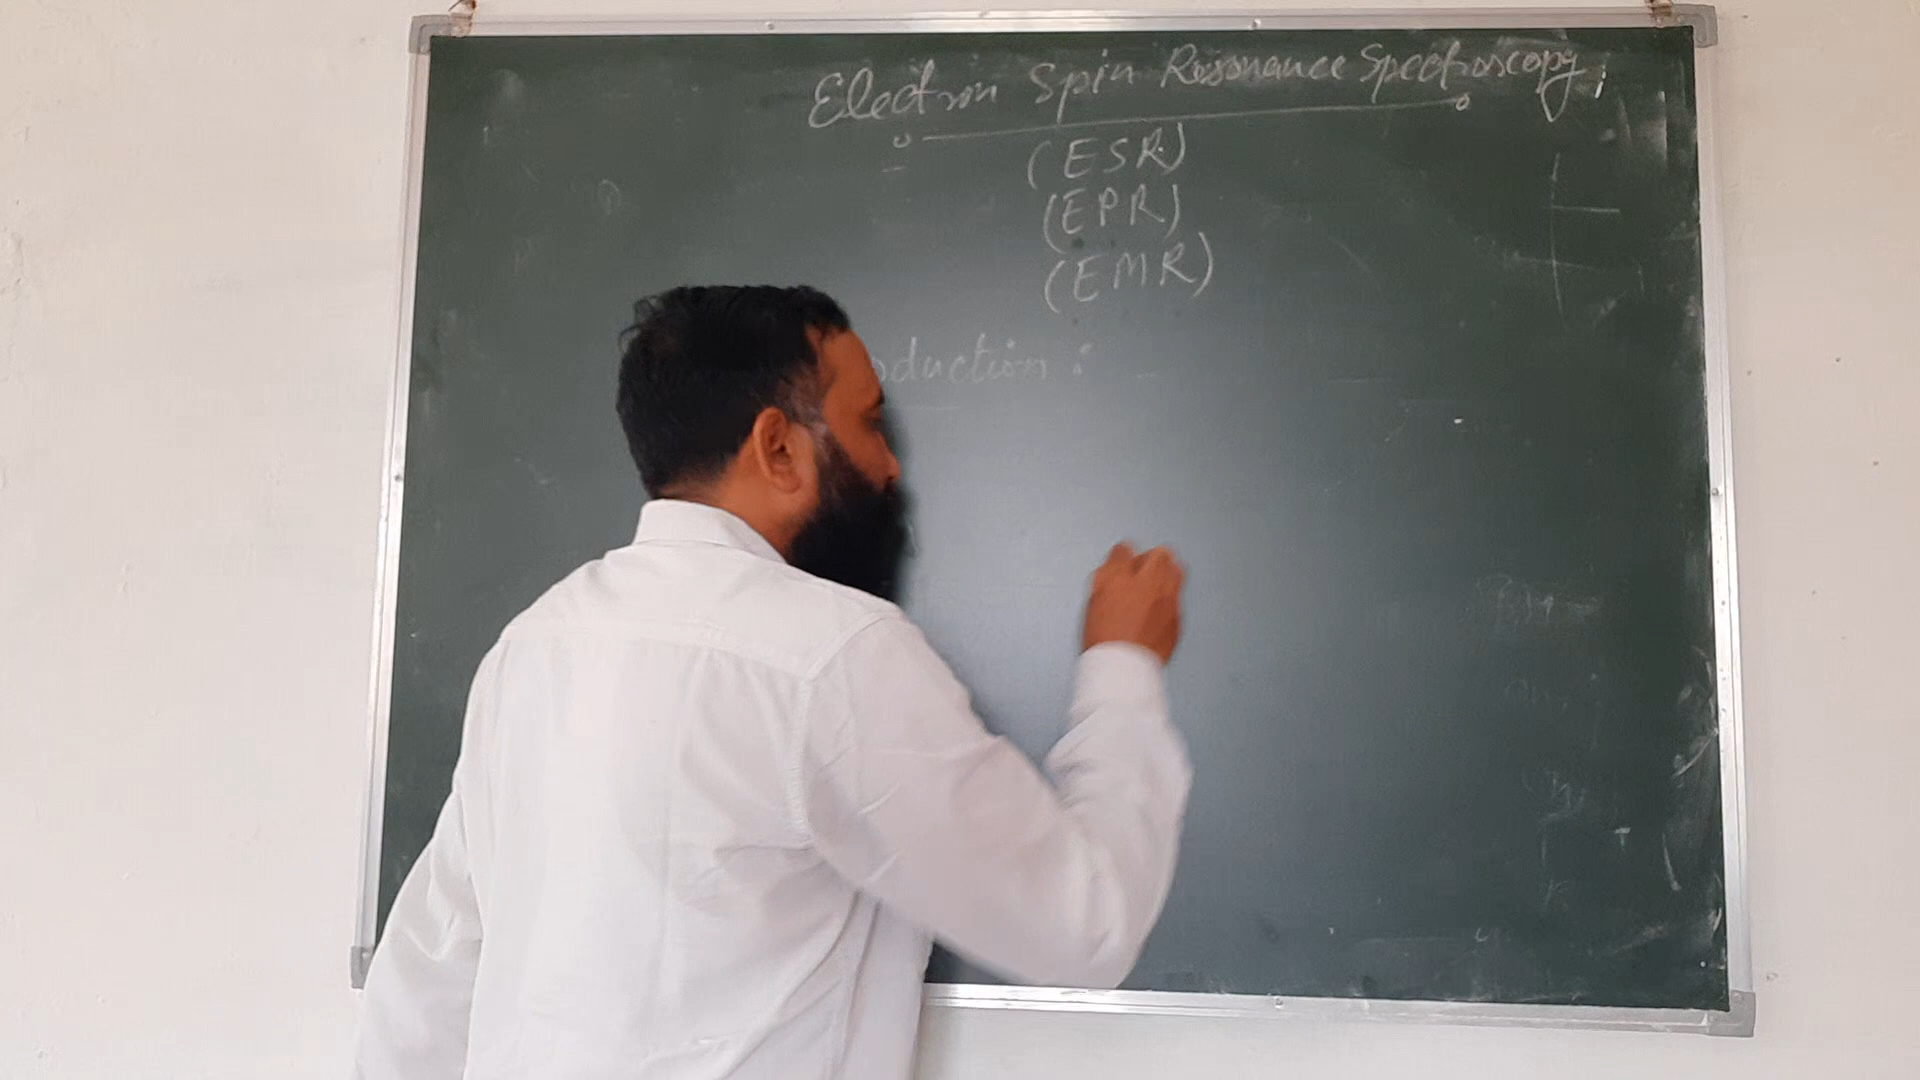 Electron Spin Resonance Spectroscopy;
(ESR)
(EPR)
(EMR)
oduction :